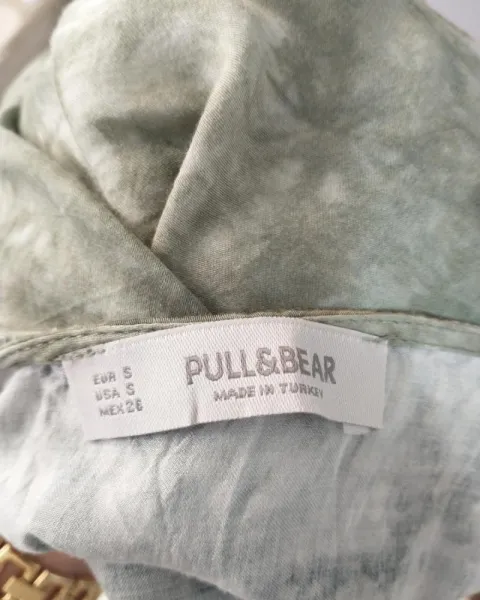 EUR S
USA S
MEX 26
PULL&BEAR
MADE IN TURKEY